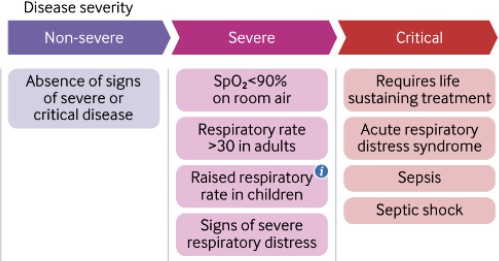 Disease severity
Non-severe
Severe
Critical
Absence of signs
of severe or
critical disease
SpO₂<90%
on room air
Respiratory rate
>30 in adults
Raised respiratory
rate in children
i
Signs of severe
respiratory distress
Requires life
sustaining treatment
Acute respiratory
distress syndrome
Sepsis
Septic shock